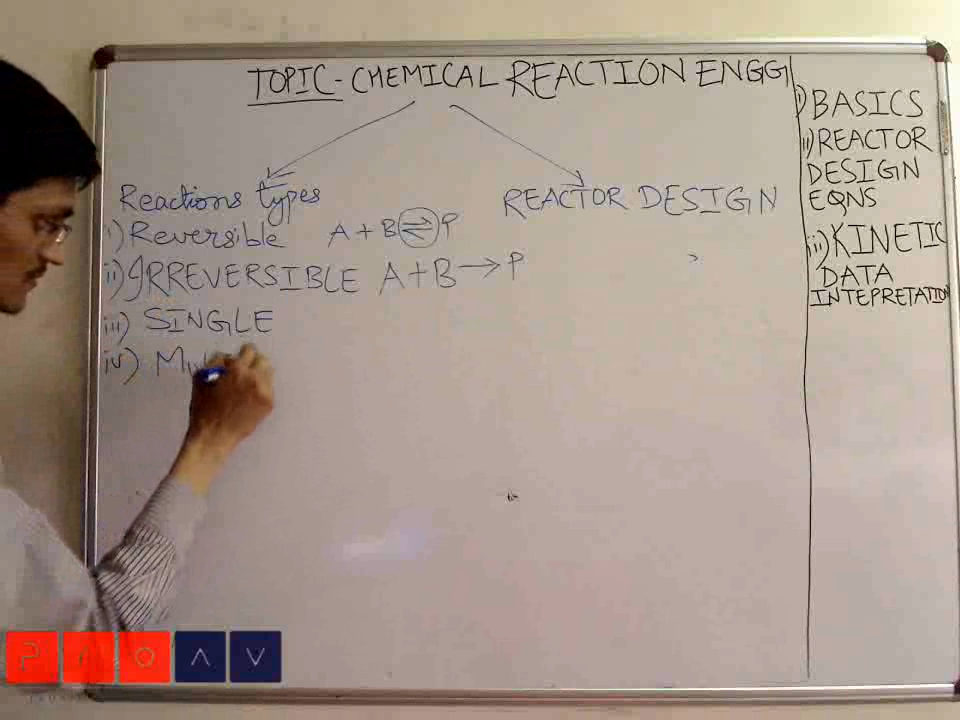 TOPIC-CHEMICAL REACTION ENGG
Reactions types
i) Reversible A + B ⇌ P
ii) IRREVERSIBLE A+B → P
iii) SINGLE
iv) Mul
REACTOR DESIGN
i) BASICS
ii) REACTOR
DESIGN
EQNS
iii) KINETIC
DATA
INTEPRETATION